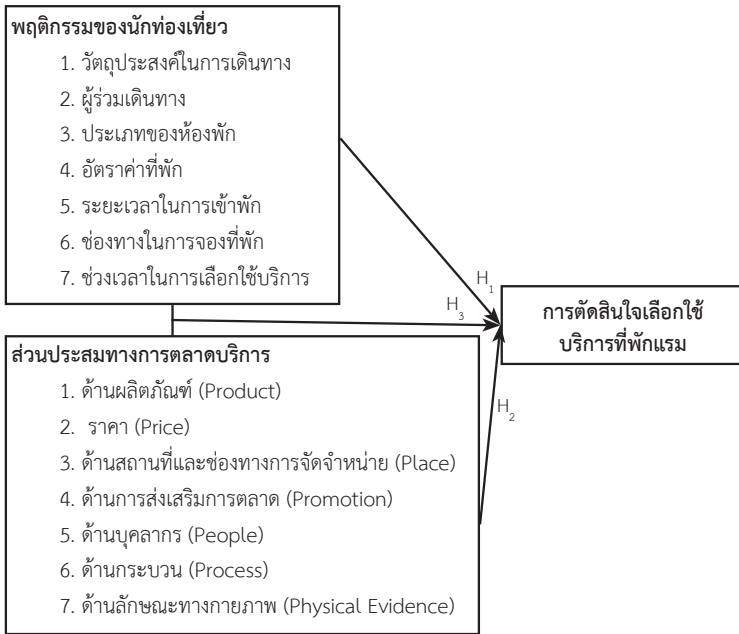 พฤติกรรมของนักท่องเที่ยว
1. วัตถุประสงค์ในการเดินทาง
2. ผู้ร่วมเดินทาง
3. ประเภทของห้องพัก
4. อัตราค่าที่พัก
5. ระยะเวลาในการเข้าพัก
6. ช่องทางในการจองที่พัก
7. ช่วงเวลาในการเลือกใช้บริการ
H1
H3
การตัดสินใจเลือกใช้
บริการที่พักแรม
ส่วนประสมทางการตลาดบริการ
1. ด้านผลิตภัณฑ์ (Product)
2. ราคา (Price)
3. ด้านสถานที่และช่องทางการจัดจำหน่าย (Place)
4. ด้านการส่งเสริมการตลาด (Promotion)
5. ด้านบุคลากร (People)
6. ด้านกระบวน (Process)
7. ด้านลักษณะทางกายภาพ (Physical Evidence)
H2